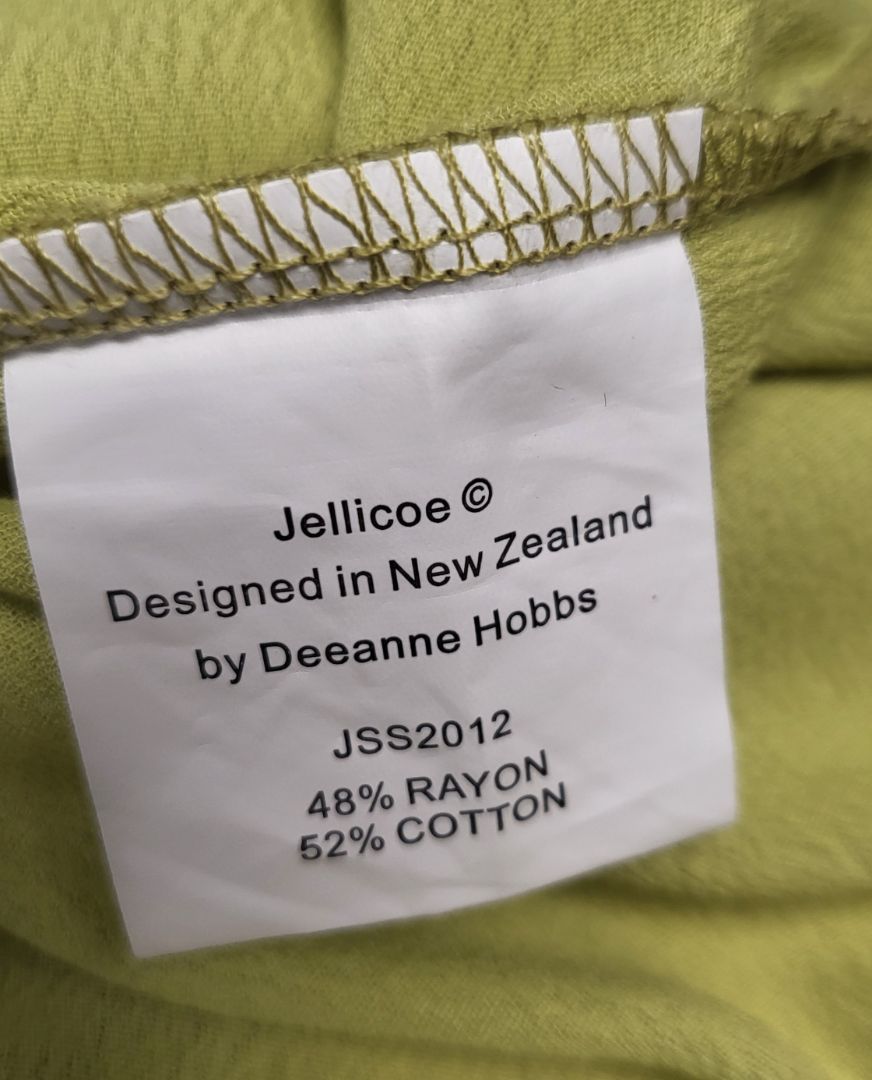 Jellicoe ©
Designed in New Zealand
by Deeanne Hobbs
JSS2012
48% RAYON
52% COTTON